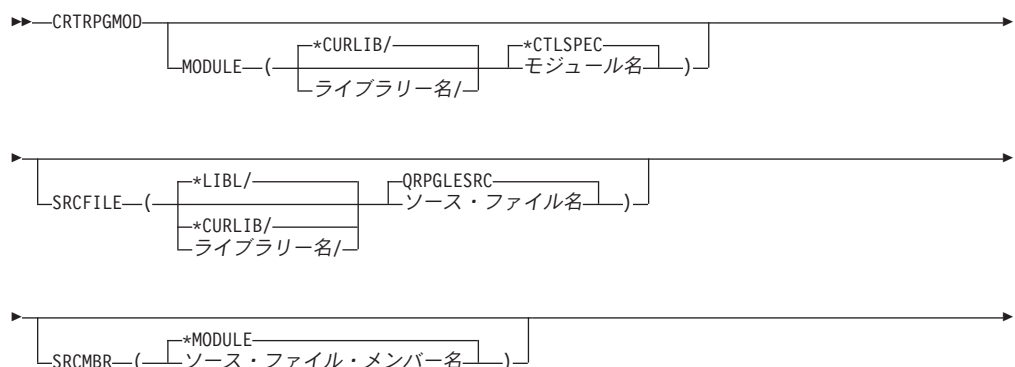 CRTRPGMOD
*CURLIB/ *CTLSPEC
MODULE ( モジュール名 )
ライブラリー名/
*LIBL/ QRPGLESRC
SRCFILE ( ソース・ファイル名 )
*CURLIB/
ライブラリー名/
*MODULE
SRCMBR ( ソース・ファイル・メンバー名 )